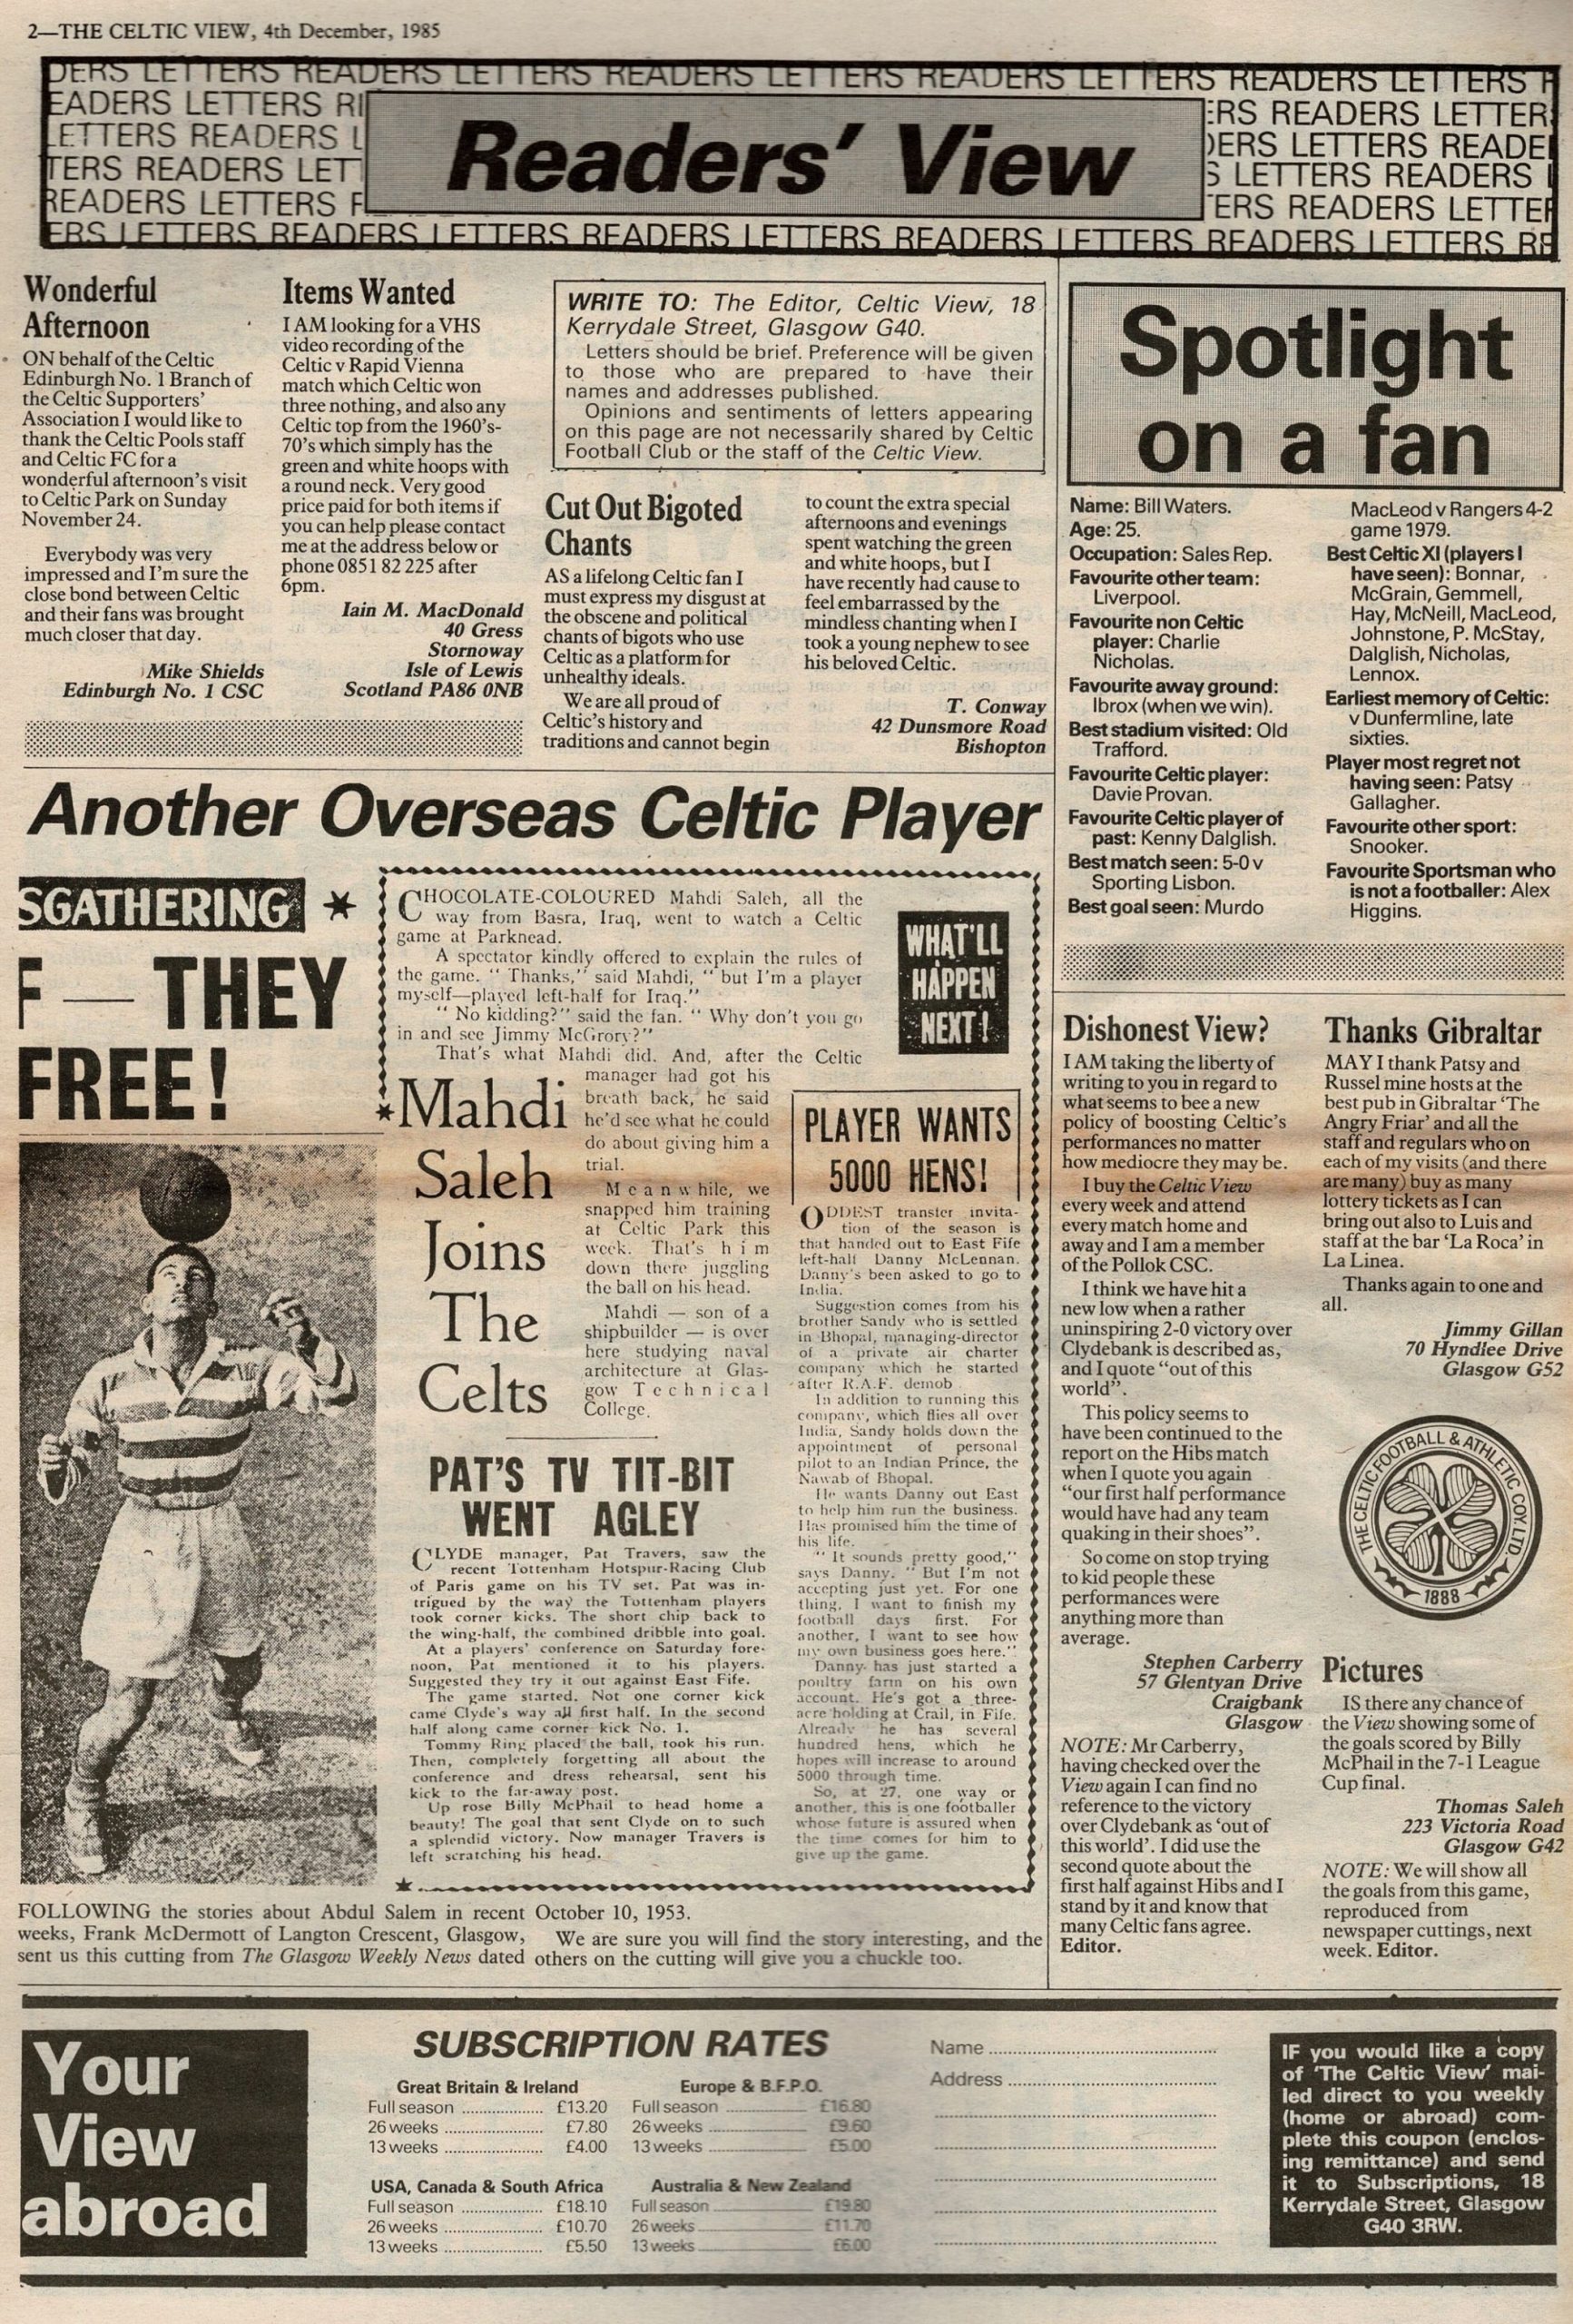 2—THE CELTIC VIEW, 4th December, 1985
DERS LETTERS READERS LETTERS READERS LETTERS READERS LETTERS READERS LETTERS R
EADERS LETTERS RE
ERS READERS LETTER
LETTERS READERS L
DERS LETTERS READE
TERS READERS LETT
S LETTERS READERS L
READERS LETTERS R
TERS READERS LETTER
ERS LETTERS READERS LETTERS READERS LETTERS READERS LETTERS READERS LETTERS RE
Readers' View
Wonderful
Afternoon
ON behalf of the Celtic
Edinburgh No. 1 Branch of
the Celtic Supporters'
Association I would like to
thank the Celtic Pools staff
and Celtic FC for a
wonderful afternoon's visit
to Celtic Park on Sunday
November 24.
Everybody was very
impressed and I'm sure the
close bond between Celtic
and their fans was brought
much closer that day.
Mike Shields
Edinburgh No. 1 CSC
Items Wanted
I AM looking for a VHS
video recording of the
Celtic v Rapid Vienna
match which Celtic won
three nothing, and also any
Celtic top from the 1960's-
70's which simply has the
green and white hoops with
a round neck. Very good
price paid for both items if
you can help please contact
me at the address below or
phone 0851 82 225 after
6pm.
Iain M. MacDonald
40 Gress
Stornoway
Isle of Lewis
Scotland PA86 0NB
WRITE TO: The Editor, Celtic View, 18
Kerrydale Street, Glasgow G40.
Letters should be brief. Preference will be given
to those who are prepared to have their
names and addresses published.
Opinions and sentiments of letters appearing
on this page are not necessarily shared by Celtic
Football Club or the staff of the Celtic View.
Cut Out Bigoted
Chants
AS a lifelong Celtic fan I
must express my disgust at
the obscene and political
chants of bigots who use
Celtic as a platform for
unhealthy ideals.
We are all proud of
Celtic's history and
traditions and cannot begin
to count the extra special
afternoons and evenings
spent watching the green
and white hoops, but I
have recently had cause to
feel embarrassed by the
mindless chanting when I
took a young nephew to see
his beloved Celtic.
T. Conway
42 Dunsmore Road
Bishopton
Spotlight
on a fan
Name: Bill Waters.
Age: 25.
Occupation: Sales Rep.
Favourite other team:
Liverpool.
Favourite non Celtic
player: Charlie
Nicholas.
Favourite away ground:
Ibrox (when we win).
Best stadium visited: Old
Trafford.
Favourite Celtic player:
Davie Provan.
Favourite Celtic player of
past: Kenny Dalglish.
Best match seen: 5-0 v
Sporting Lisbon.
Best goal seen: Murdo
MacLeod v Rangers 4-2
game 1979.
Best Celtic XI (players I
have seen): Bonnar,
McGrain, Gemmell,
Hay, McNeill, MacLeod,
Johnstone, P. McStay,
Dalglish, Nicholas,
Lennox.
Earliest memory of Celtic:
v Dunfermline, late
sixties.
Player most regret not
having seen: Patsy
Gallagher.
Favourite other sport:
Snooker.
Favourite Sportsman who
is not a footballer: Alex
Higgins.
Another Overseas Celtic Player
SGATHERING
F — THEY
FREE!
CHOCOLATE-COLOURED Mahdi Saleh, all the
way from Basra, Iraq, went to watch a Celtic
game at Parknead.
A spectator kindly offered to explain the rules of
the game. " Thanks," said Mahdi, " but I'm a player
myself—played left-half for Iraq."
" No kidding?" said the fan. " Why don't you go
in and see Jimmy McGrory?"
That's what Mahdi did. And, after the Celtic
manager had got his
breath back, he said
he'd see what he could
do about giving him a
trial.
Meanwhile, we
snapped him training
at Celtic Park this
week. That's him
down there juggling
the ball on his head.
Mahdi — son of a
shipbuilder — is over
here studying naval
architecture at Glas-
gow Technical
College.
Mahdi
Saleh
Joins
The
Celts
WHAT'LL
HAPPEN
NEXT!
PAT'S TV TIT-BIT
WENT AGLEY
CLYDE manager, Pat Travers, saw the
recent Tottenham Hotspur-Racing Club
of Paris game on his TV set. Pat was in-
trigued by the way the Tottenham players
took corner kicks. The short chip back to
the wing-half, the combined dribble into goal.
At a players' conference on Saturday fore-
noon, Pat mentioned it to his players.
Suggested they try it out against East Fife.
The game started. Not one corner kick
came Clyde's way all first half. In the second
half along came corner kick No. 1.
Tommy Ring placed the ball, took his run.
Then, completely forgetting all about the
conference and dress rehearsal, sent his
kick to the far-away post.
Up rose Billy McPhail to head home a
beauty! The goal that sent Clyde on to such
a splendid victory. Now manager Travers is
left scratching his head.
PLAYER WANTS
5000 HENS!
ODDEST transfer invita-
tion of the season is
that handed out to East Fife
left-half Danny McLennan.
Danny's been asked to go to
India.
Suggestion comes from his
brother Sandy who is settled
in Bhopal, managing-director
of a private air charter
company which he started
after R.A.F. demob.
In addition to running this
company, which flies all over
India, Sandy holds down the
appointment of personal
pilot to an Indian Prince, the
Nawab of Bhopal.
He wants Danny out East
to help him run the business.
Has promised him the time of
his life.
" It sounds pretty good,"
says Danny. " But I'm not
accepting just yet. For one
thing, I want to finish my
football days first. For
another, I want to see how
my own business goes here."
Danny has just started a
poultry farm on his own
account. He's got a three-
acre holding at Crail, in Fife.
Already he has several
hundred hens, which he
hopes will increase to around
5000 through time.
So, at 27, one way or
another, this is one footballer
whose future is assured when
the time comes for him to
give up the game.
FOLLOWING the stories about Abdul Salem in recent
weeks, Frank McDermott of Langton Crescent, Glasgow,
sent us this cutting from The Glasgow Weekly News dated
October 10, 1953.
We are sure you will find the story interesting, and the
others on the cutting will give you a chuckle too.
Dishonest View?
I AM taking the liberty of
writing to you in regard to
what seems to bee a new
policy of boosting Celtic's
performances no matter
how mediocre they may be.
I buy the Celtic View
every week and attend
every match home and
away and I am a member
of the Pollok CSC.
I think we have hit a
new low when a rather
uninspiring 2-0 victory over
Clydebank is described as,
and I quote "out of this
world".
This policy seems to
have been continued to the
report on the Hibs match
when I quote you again
"our first half performance
would have had any team
quaking in their shoes".
So come on stop trying
to kid people these
performances were
anything more than
average.
Stephen Carberry
57 Glentyan Drive
Craigbank
Glasgow
NOTE: Mr Carberry,
having checked over the
View again I can find no
reference to the victory
over Clydebank as 'out of
this world'. I did use the
second quote about the
first half against Hibs and I
stand by it and know that
many Celtic fans agree.
Editor.
Thanks Gibraltar
MAY I thank Patsy and
Russel mine hosts at the
best pub in Gibraltar 'The
Angry Friar' and all the
staff and regulars who on
each of my visits (and there
are many) buy as many
lottery tickets as I can
bring out also to Luis and
staff at the bar 'La Roca' in
La Linea.
Thanks again to one and
all.
Jimmy Gillan
70 Hyndlee Drive
Glasgow G52
THE CELTIC FOOTBALL & ATHLETIC COY. LTD.
1888
Pictures
IS there any chance of
the View showing some of
the goals scored by Billy
McPhail in the 7-1 League
Cup final.
Thomas Saleh
223 Victoria Road
Glasgow G42
NOTE: We will show all
the goals from this game,
reproduced from
newspaper cuttings, next
week. Editor.
Your
View
abroad
SUBSCRIPTION RATES
Great Britain & Ireland
Full season .................. £13.20
26 weeks ...................... £7.80
13 weeks ...................... £4.00
Europe & B.F.P.O.
Full season .................. £16.80
26 weeks ...................... £9.60
13 weeks ...................... £5.00
USA, Canada & South Africa
Full season .................. £18.10
26 weeks ...................... £10.70
13 weeks ...................... £5.50
Australia & New Zealand
Full season .................. £19.80
26 weeks ...................... £11.70
13 weeks ...................... £6.00
Name ..................................................
Address ..............................................
IF you would like a copy
of 'The Celtic View' mai-
led direct to you weekly
(home or abroad) com-
plete this coupon (enclos-
ing remittance) and send
it to Subscriptions, 18
Kerrydale Street, Glasgow
G40 3RW.